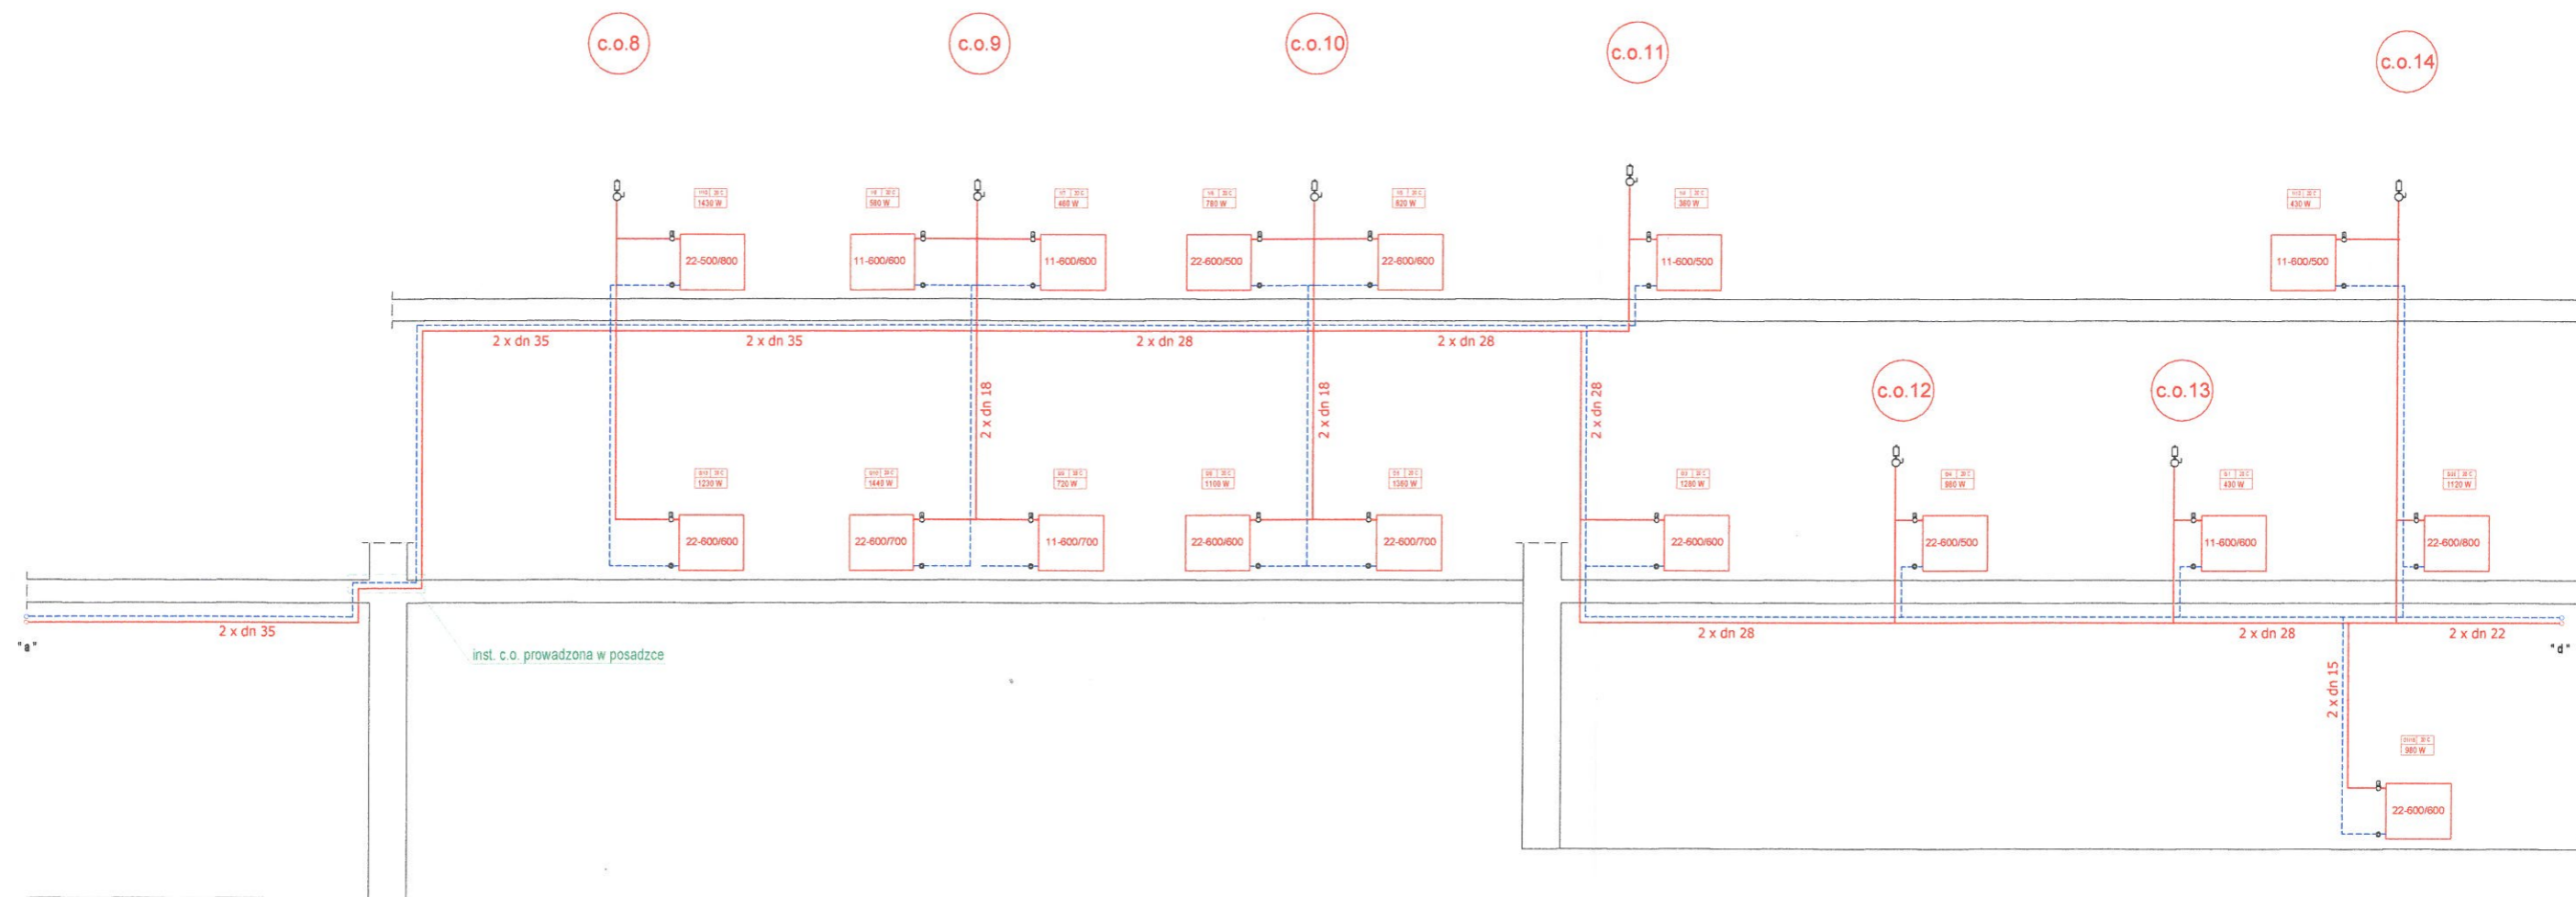 c.o.8
c.o.9
c.o.10
c.o.11
c.o.14
1430 W
560 W
460 W
780 W
820 W
380 W
430 W
22-500/800
11-600/600
11-600/600
22-600/500
22-600/600
11-600/500
11-600/500
2 x dn 35
2 x dn 35
2 x dn 28
2 x dn 28
2 x dn 18
2 x dn 18
2 x dn 28
c.o.12
c.o.13
1230 W
1440 W
720 W
1100 W
1360 W
1280 W
430 W
1120 W
22-600/600
22-600/700
11-600/700
22-600/600
22-600/700
22-600/600
22-600/500
11-600/600
22-600/800
2 x dn 35
2 x dn 28
2 x dn 28
2 x dn 22
"a"
"d"
inst. c.o. prowadzona w posadzce
2 x dn 15
980 W
22-600/600